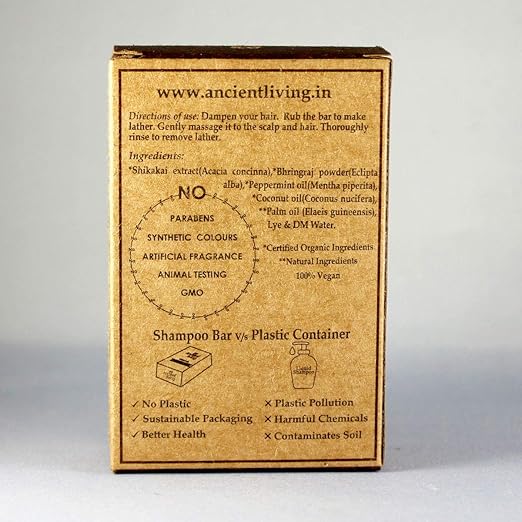 www.ancientliving.in
Directions of use: Dampen your hair. Rub the bar to make
lather. Gently massage it to the scalp and hair. Thoroughly
rinse to remove lather.
Ingredients:
*Shikakai extract(Acacia concinna),*Bhringraj powder(Eclipta
alba),*Peppermint oil(Mentha piperita),
*Coconut oil(Coconus nucifera),
**Palm oil (Elaeis guineensis),
Lye & DM Water.
*Certified Organic Ingredients
**Natural Ingredients
100% Vegan
NO
PARABENS
SYNTHETIC COLOURS
ARTIFICIAL FRAGRANCE
ANIMAL TESTING
GMO
Shampoo Bar v/s Plastic Container
Liquid
Shampoo
✓ No Plastic
✓ Sustainable Packaging
✓ Better Health
✕ Plastic Pollution
✕ Harmful Chemicals
✕ Contaminates Soil